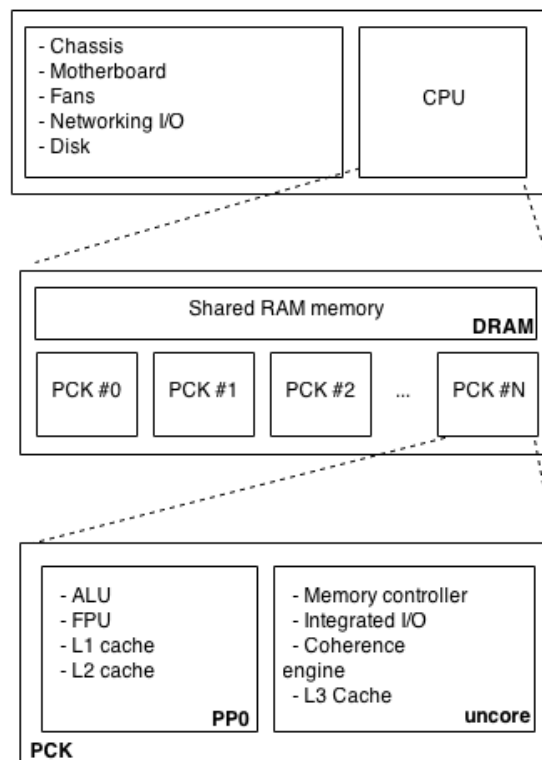 - Chassis
- Motherboard
- Fans
- Networking I/O
- Disk
CPU
Shared RAM memory
DRAM
PCK #0
PCK #1
PCK #2
...
PCK #N
- ALU
- FPU
- L1 cache
- L2 cache
PP0
- Memory controller
- Integrated I/O
- Coherence
engine
- L3 Cache
uncore
PCK